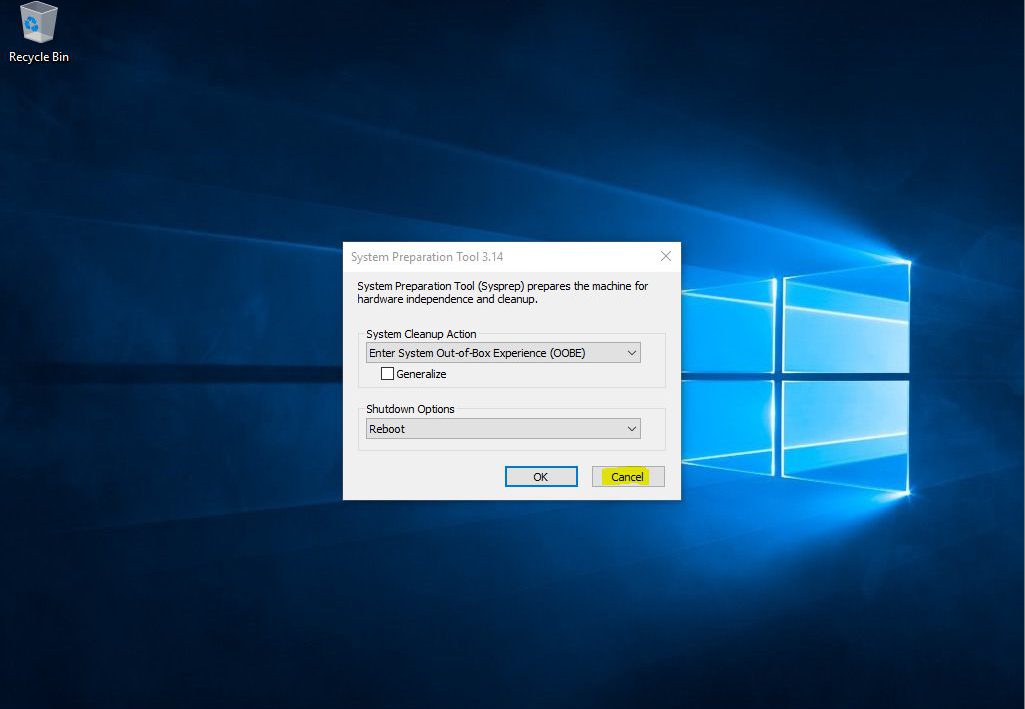 Recycle Bin
System Preparation Tool 3.14
System Preparation Tool (Sysprep) prepares the machine for
hardware independence and cleanup.
System Cleanup Action
Enter System Out-of-Box Experience (OOBE)
Generalize
Shutdown Options
Reboot
OK
Cancel